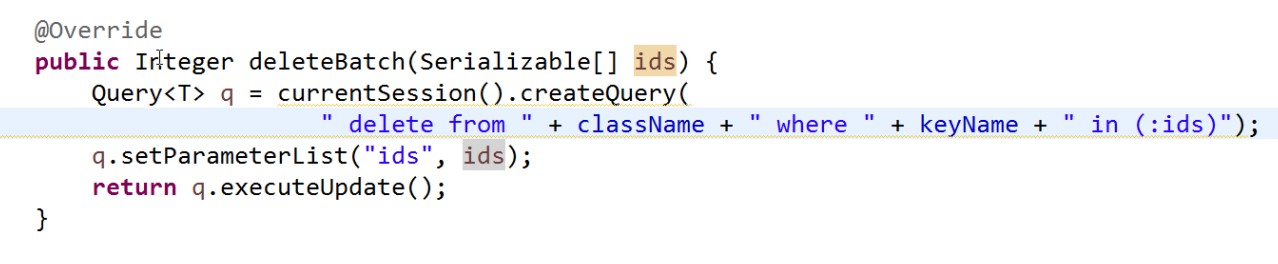 @Override
public Integer deleteBatch(Serializable[] ids) {
Query<T> q = currentSession().createQuery(
" delete from " + className + " where " + keyName + " in (:ids)");
q.setParameterList("ids", ids);
return q.executeUpdate();
}